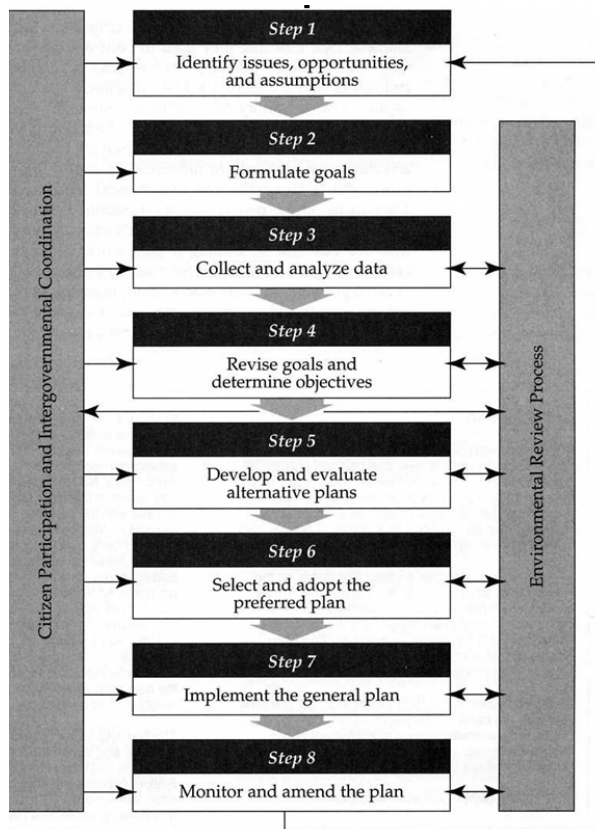 Step 1
Identify issues, opportunities,
and assumptions
Step 2
Formulate goals
Step 3
Collect and analyze data
Step 4
Revise goals and
determine objectives
Step 5
Develop and evaluate
alternative plans
Step 6
Select and adopt the
preferred plan
Step 7
Implement the general plan
Step 8
Monitor and amend the plan
Citizen Participation and Intergovernmental Coordination
Environmental Review Process